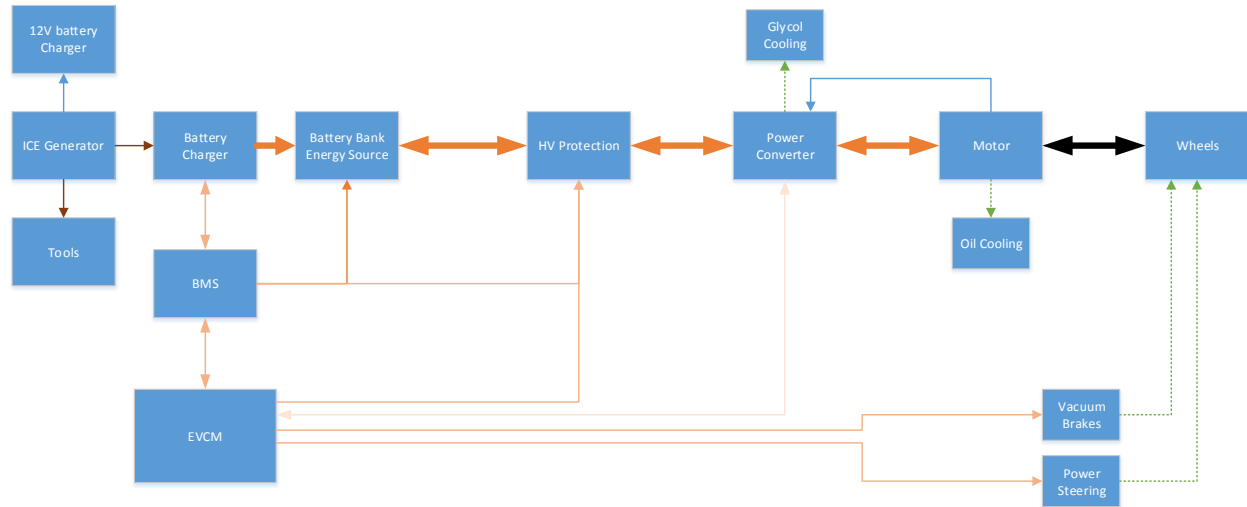 12V battery
Charger
Glycol
Cooling
ICE Generator
Battery
Charger
Battery Bank
Energy Source
HV Protection
Power
Converter
Motor
Wheels
Tools
BMS
Oil Cooling
EVCM
Vacuum
Brakes
Power
Steering